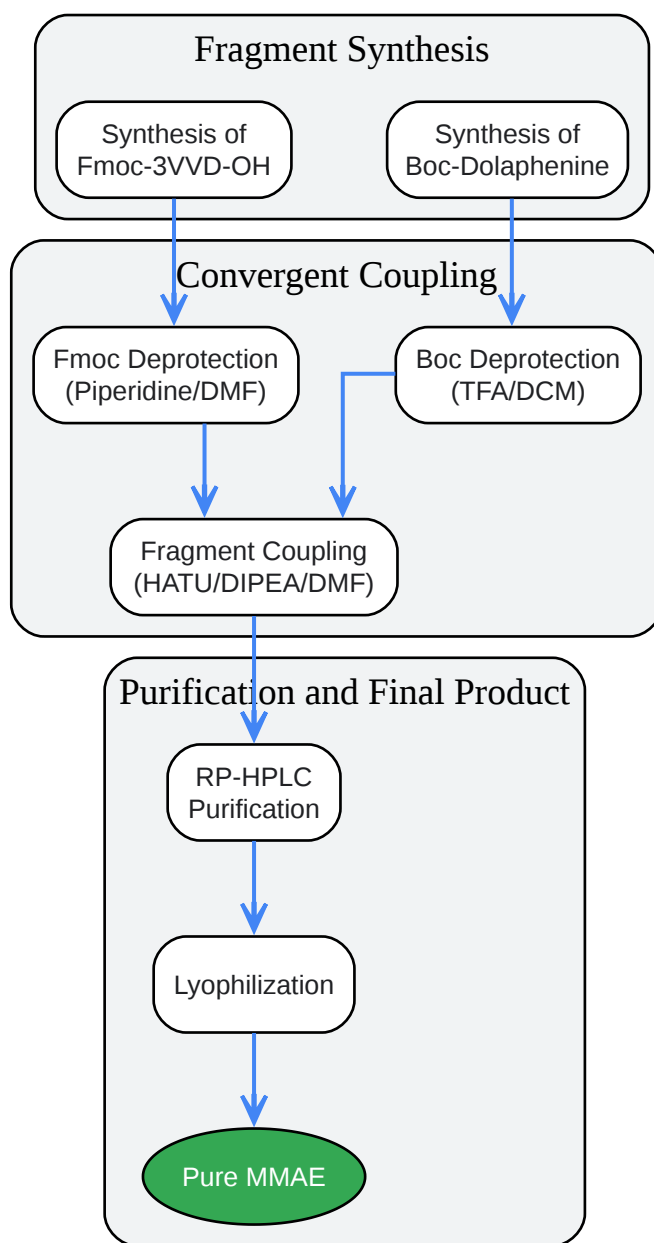 Fragment Synthesis
Synthesis of
Fmoc-3VVD-OH
Synthesis of
Boc-Dolaphenine
Convergent Coupling
Fmoc Deprotection
(Piperidine/DMF)
Boc Deprotection
(TFA/DCM)
Fragment Coupling
(HATU/DIPEA/DMF)
Purification and Final Product
RP-HPLC
Purification
Lyophilization
Pure MMAE